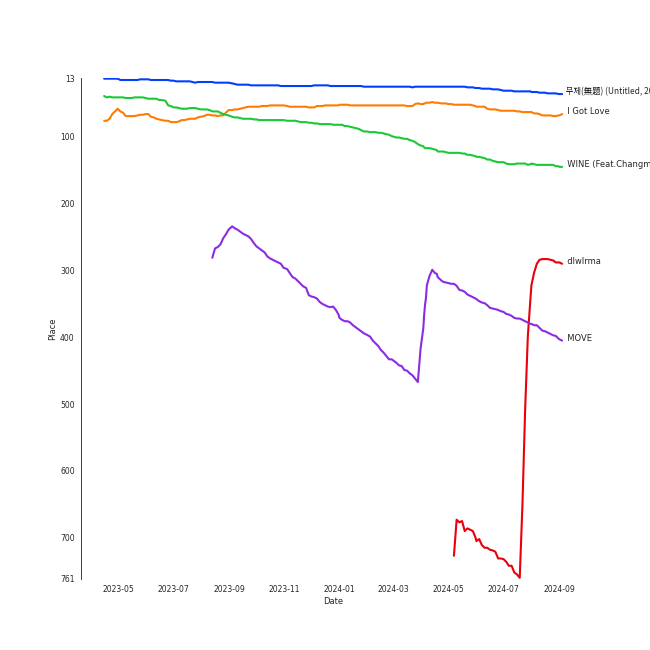 13
100
200
300
400
500
600
700
761
Place
2023-05
2023-07
2023-09
2023-11
2024-01
2024-03
2024-05
2024-07
2024-09
Date
무제(無題) (Untitled, 20
I Got Love
WINE (Feat.Changm
dlwlrma
MOVE